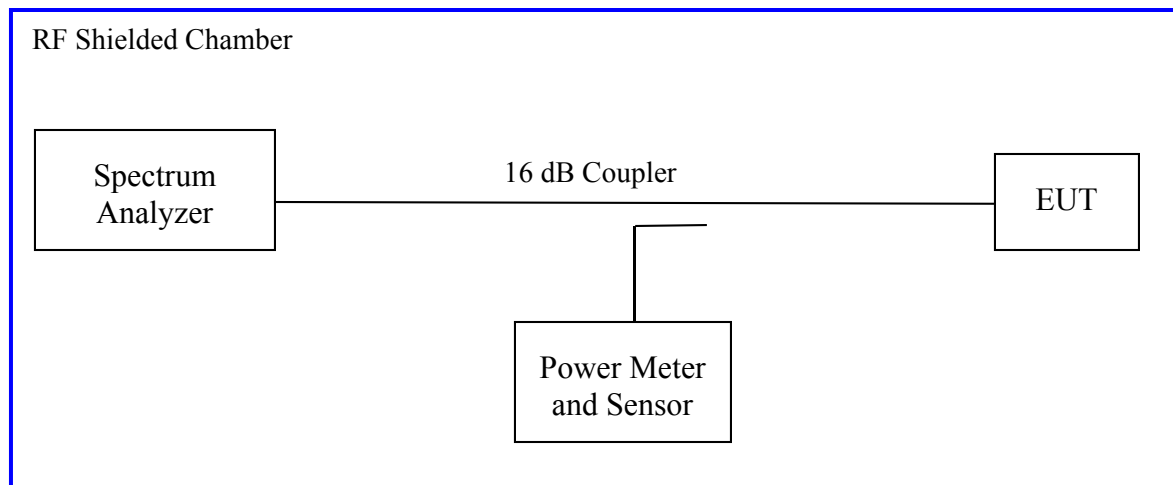 RF Shielded Chamber
Spectrum
Analyzer
16 dB Coupler
EUT
Power Meter
and Sensor